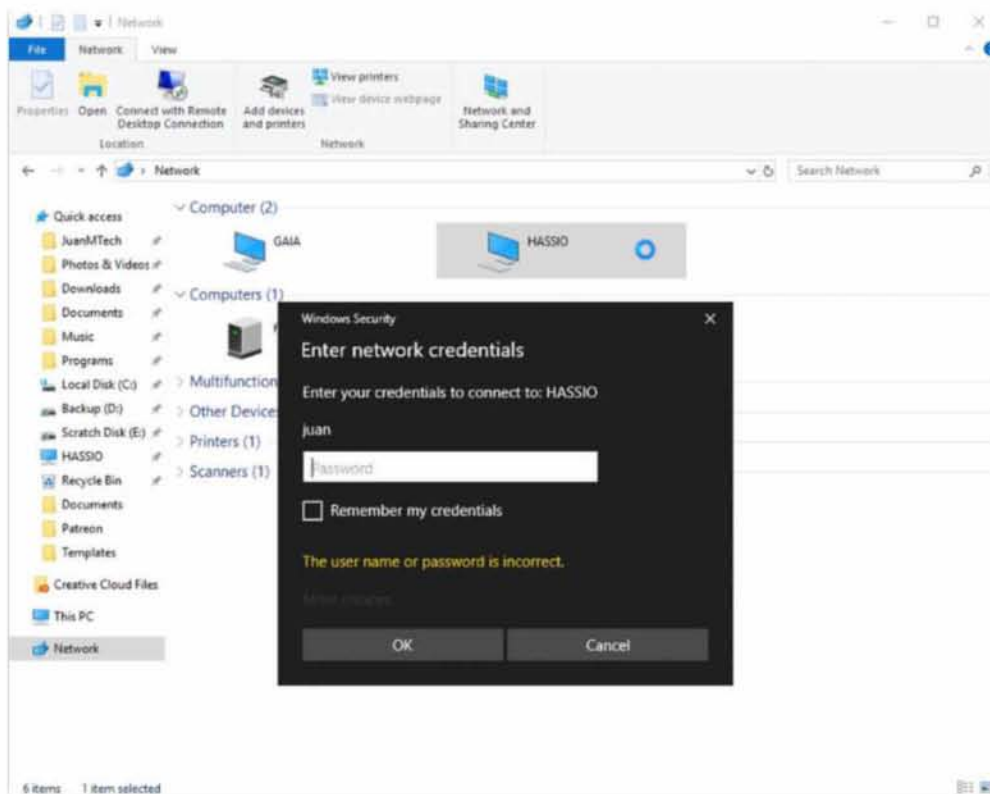 Network
File Network View
Properties Open Connect with Remote Desktop Connection Add devices and printers View printers
View device webpage
Network and Sharing Center
Location Network
Network
Search Network
Quick access
JuanMTech
Photos & Videos
Downloads
Documents
Music
Programs
Local Disk (C:)
Backup (D:)
Scratch Disk (E:)
HASSIO
Recycle Bin
Documents
Patreon
Templates
Creative Cloud Files
This PC
Network
Computer (2)
GAIA
HASSIO
Computers (1)
Multifunction
Other Device
Printers (1)
Scanners (1)
Windows Security
Enter network credentials
Enter your credentials to connect to: HASSIO
juan
Password
Remember my credentials
The user name or password is incorrect.
More choices
OK
Cancel
6 items 1 item selected